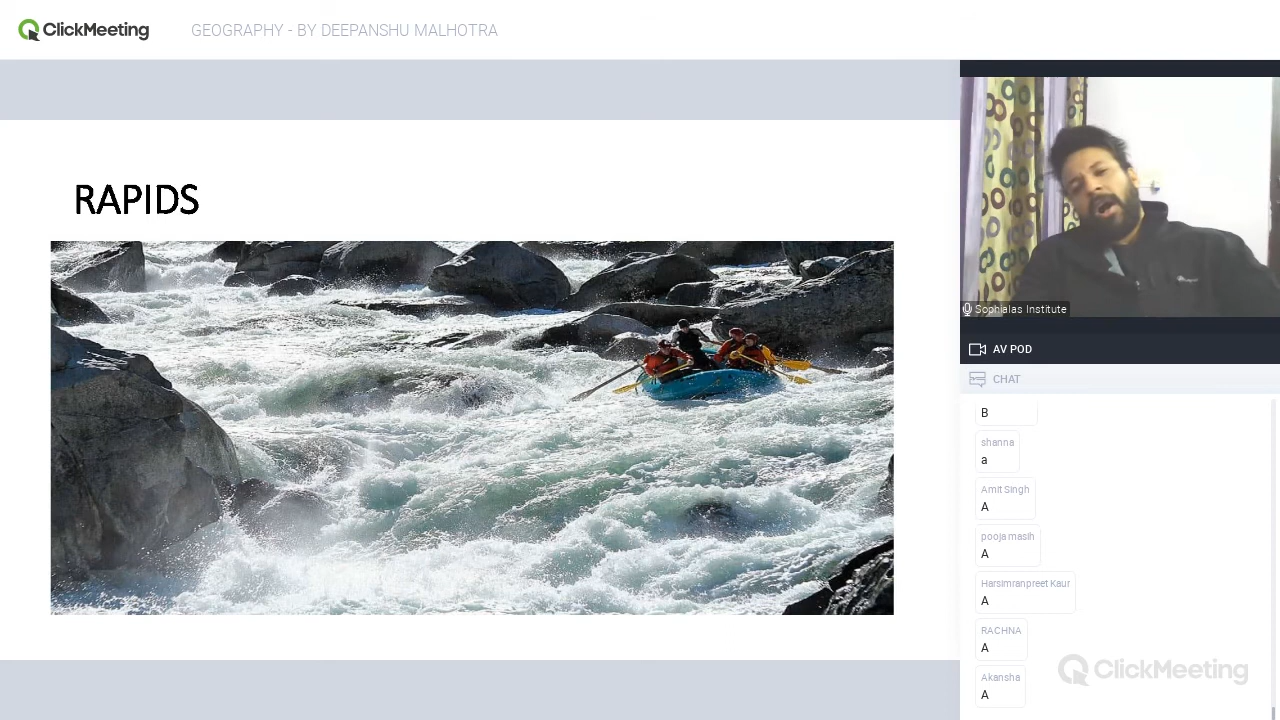 ClickMeeting
GEOGRAPHY - BY DEEPANSHU MALHOTRA
RAPIDS
Sophialas Institute
AV POD
CHAT
B
shanna
a
Amit Singh
A
pooja masih
A
Harsimranpreet Kaur
A
RACHNA
A
Akansha
A
ClickMeeting